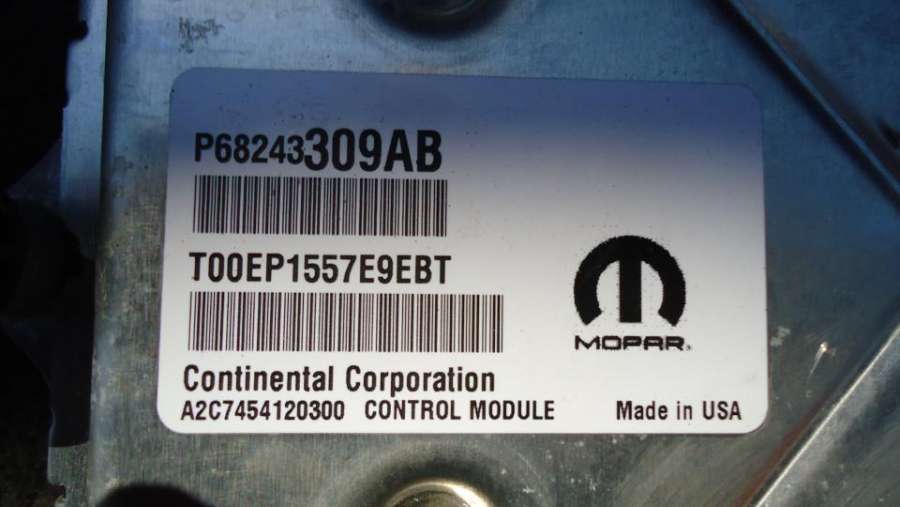 P68243309AB
T00EP1557E9EBT
MOPAR
Continental Corporation
A2C7454120300 CONTROL MODULE Made in USA